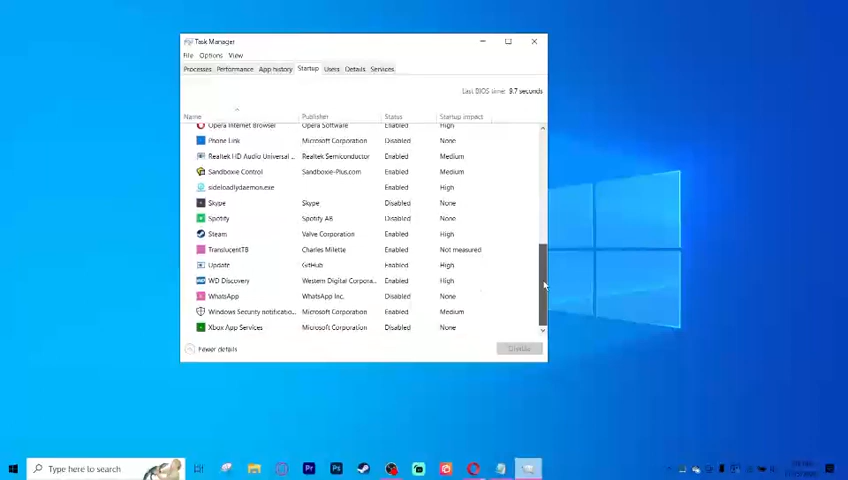 Task Manager
File Options View
Processes Performance App history Startup Users Details Services
Last BIOS time: 9.7 seconds
Name Publisher Status Startup impact
Opera Internet Browser Opera Software Enabled High
Phone Link Microsoft Corporation Disabled None
Realtek HD Audio Universal ... Realtek Semiconductor Enabled Medium
Sandboxie Control Sandboxie-Plus.com Enabled Medium
sideloadlydaemon.exe Enabled High
Skype Skype Disabled None
Spotify Spotify AB Disabled None
Steam Valve Corporation Enabled High
TranslucentTB Charles Milette Enabled Not measured
Update GitHub Enabled High
WD Discovery Western Digital Corpora... Enabled High
WhatsApp WhatsApp Inc. Disabled None
Windows Security notificatio... Microsoft Corporation Enabled Medium
Xbox App Services Microsoft Corporation Disabled None
Fewer details Disable
Type here to search Pr Ps